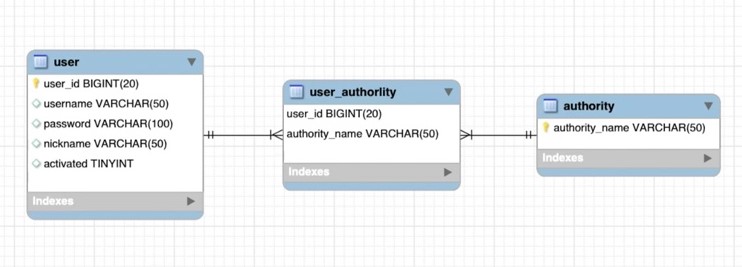 user
user_id BIGINT(20)
username VARCHAR(50)
password VARCHAR(100)
nickname VARCHAR(50)
activated TINYINT
Indexes
user_authorlity
user_id BIGINT(20)
authority_name VARCHAR(50)
Indexes
authority
authority_name VARCHAR(50)
Indexes